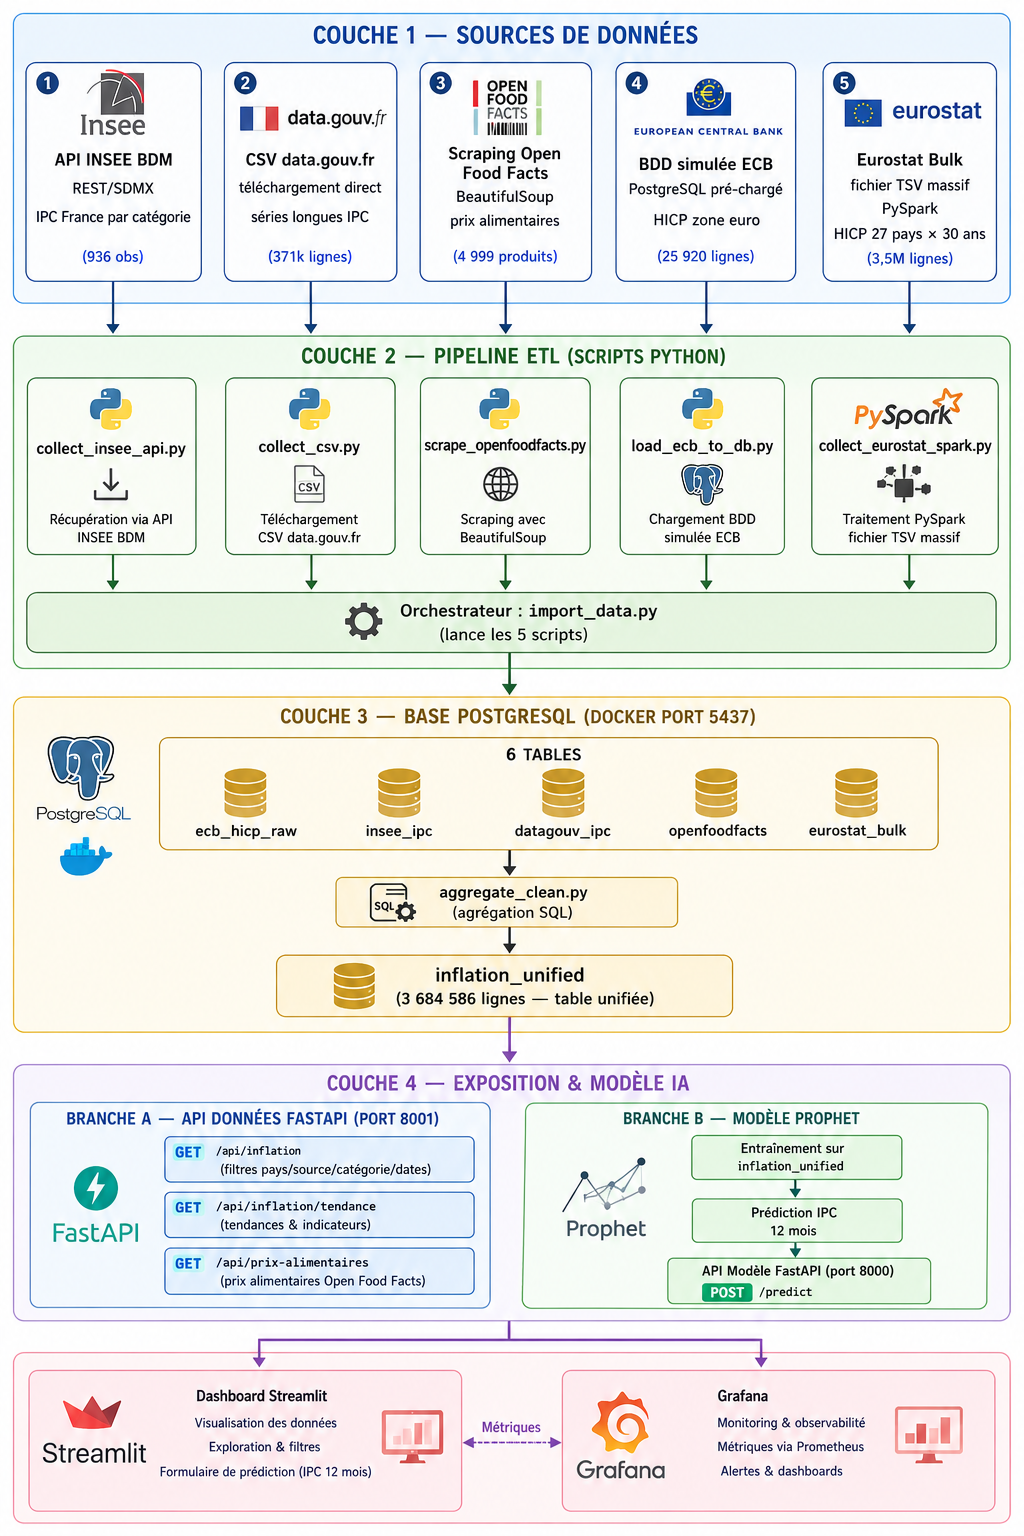 COUCHE 1 — SOURCES DE DONNÉES
1
Insee
API INSEE BDM
REST/SDMX
IPC France par catégorie
(936 obs)
2
data.gouv.fr
CSV data.gouv.fr
téléchargement direct
séries longues IPC
(371k lignes)
3
OPEN
FOOD
FACTS
Scraping Open
Food Facts
BeautifulSoup
prix alimentaires
(4 999 produits)
4
EUROPEAN CENTRAL BANK
BDD simulée ECB
PostgreSQL pré-chargé
HICP zone euro
(25 920 lignes)
5
eurostat
Eurostat Bulk
fichier TSV massif
PySpark
HICP 27 pays × 30 ans
(3,5M lignes)
COUCHE 2 — PIPELINE ETL (SCRIPTS PYTHON)
collect_insee_api.py
Récupération via API
INSEE BDM
collect_csv.py
CSV
Téléchargement
CSV data.gouv.fr
scrape_openfoodfacts.py
Scraping avec
BeautifulSoup
load_ecb_to_db.py
Chargement BDD
simulée ECB
PySpark
collect_eurostat_spark.py
Traitement PySpark
fichier TSV massif
Orchestrateur : import_data.py
(lance les 5 scripts)
COUCHE 3 — BASE POSTGRESQL (DOCKER PORT 5437)
PostgreSQL
6 TABLES
ecb_hicp_raw
insee_ipc
datagouv_ipc
openfoodfacts
eurostat_bulk
SQL
aggregate_clean.py
(agrégation SQL)
inflation_unified
(3 684 586 lignes — table unifiée)
COUCHE 4 — EXPOSITION & MODÈLE IA
BRANCHE A — API DONNÉES FASTAPI (PORT 8001)
FastAPI
GET /api/inflation
(filtres pays/source/catégorie/dates)
GET /api/inflation/tendance
(tendances & indicateurs)
GET /api/prix-alimentaires
(prix alimentaires Open Food Facts)
BRANCHE B — MODÈLE PROPHET
Prophet
Entraînement sur
inflation_unified
Prédiction IPC
12 mois
API Modèle FastAPI (port 8000)
POST /predict
Streamlit
Dashboard Streamlit
Visualisation des données
Exploration & filtres
Formulaire de prédiction (IPC 12 mois)
Métriques
Grafana
Grafana
Monitoring & observabilité
Métriques via Prometheus
Alertes & dashboards